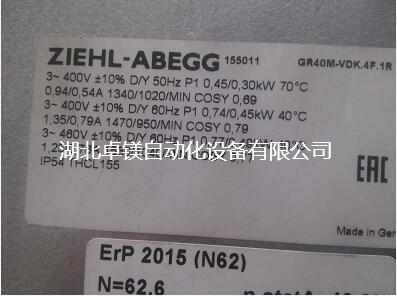 ZIEHL-ABEGG 155011 GR40M-VDK.4F.1R
3~ 400V ±10% D/Y 50Hz P1 0,45/0,30kW 70°C
0,94/0,54A 1340/1020/MIN COSY 0,69
3~ 400V ±10% D/Y 60Hz P1 0,74/0,45kW 40°C
1,35/0,79A 1470/950/MIN COSY 0,79
3~ 460V ±10% D/Y 60Hz P1 0,77/
湖北卓镁自动化设备有限公司
IP54 THCL155
EAC
Made in Ger
ErP 2015 (N62)
N=62,6